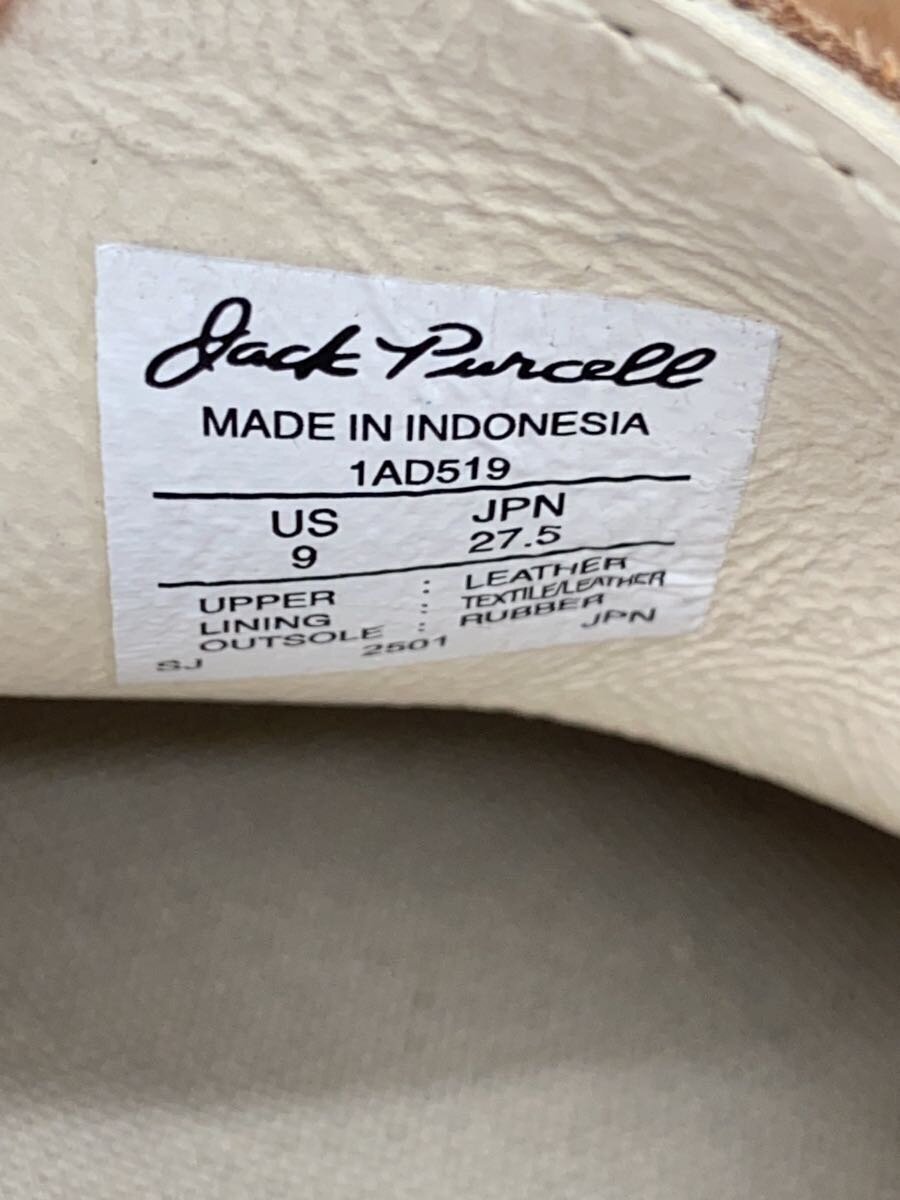 Jack Purcell
MADE IN INDONESIA
1AD519
US JPN
9 27.5
UPPER : LEATHER
LINING : TEXTILE/LEATHER
OUTSOLE : RUBBER
SJ 2501 JPN